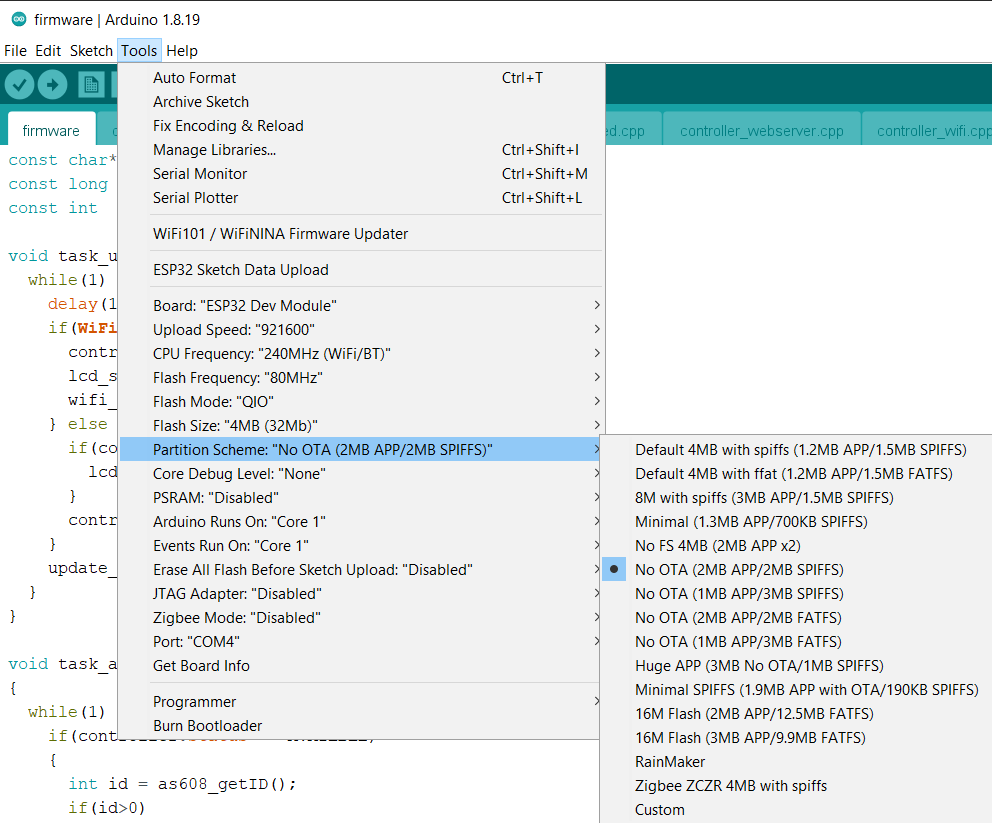 firmware | Arduino 1.8.19
File Edit Sketch Tools Help
firmware
ed.cpp
controller_webserver.cpp
controller_wifi.cpp
Auto Format Ctrl+T
Archive Sketch
Fix Encoding & Reload
Manage Libraries... Ctrl+Shift+I
Serial Monitor Ctrl+Shift+M
Serial Plotter Ctrl+Shift+L
WiFi101 / WiFiNINA Firmware Updater
ESP32 Sketch Data Upload
Board: "ESP32 Dev Module"
Upload Speed: "921600"
CPU Frequency: "240MHz (WiFi/BT)"
Flash Frequency: "80MHz"
Flash Mode: "QIO"
Flash Size: "4MB (32Mb)"
Partition Scheme: "No OTA (2MB APP/2MB SPIFFS)"
Core Debug Level: "None"
PSRAM: "Disabled"
Arduino Runs On: "Core 1"
Events Run On: "Core 1"
Erase All Flash Before Sketch Upload: "Disabled"
JTAG Adapter: "Disabled"
Zigbee Mode: "Disabled"
Port: "COM4"
Get Board Info
Programmer
Burn Bootloader
Default 4MB with spiffs (1.2MB APP/1.5MB SPIFFS)
Default 4MB with ffat (1.2MB APP/1.5MB FATFS)
8M with spiffs (3MB APP/1.5MB SPIFFS)
Minimal (1.3MB APP/700KB SPIFFS)
No FS 4MB (2MB APP x2)
No OTA (2MB APP/2MB SPIFFS)
No OTA (1MB APP/3MB SPIFFS)
No OTA (2MB APP/2MB FATFS)
No OTA (1MB APP/3MB FATFS)
Huge APP (3MB No OTA/1MB SPIFFS)
Minimal SPIFFS (1.9MB APP with OTA/190KB SPIFFS)
16M Flash (2MB APP/12.5MB FATFS)
16M Flash (3MB APP/9.9MB FATFS)
RainMaker
Zigbee ZCZR 4MB with spiffs
Custom
const char*
const long
const int
void task_u
while(1)
delay(1
if(WiFi
contr
lcd_s
wifi_
} else
if(co
lcd
}
contr
}
update_
}
}
void task_a
{
while(1)
if(contr
{
int id = as608_getID();
if(id>0)